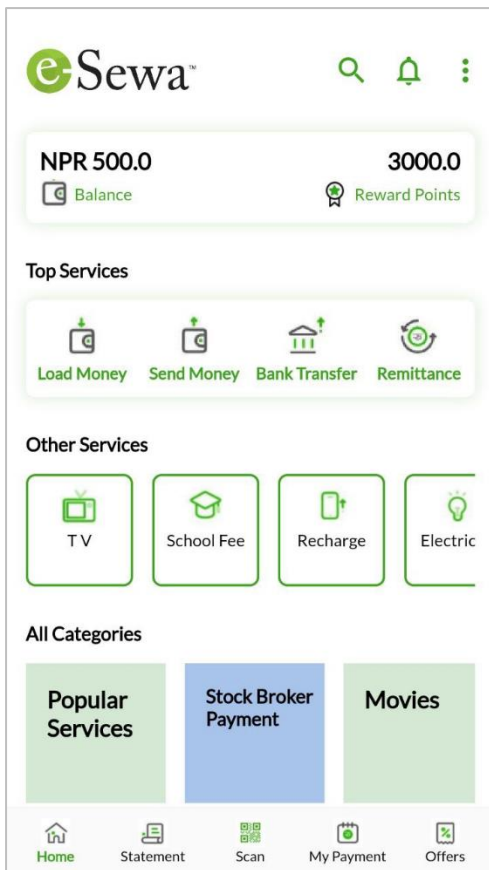 e-Sewa™
NPR 500.0
3000.0
Balance
Reward Points
Top Services
Load Money
Send Money
Bank Transfer
Remittance
Other Services
TV
School Fee
Recharge
Electric
All Categories
Popular
Services
Stock Broker
Payment
Movies
Home
Statement
Scan
My Payment
Offers